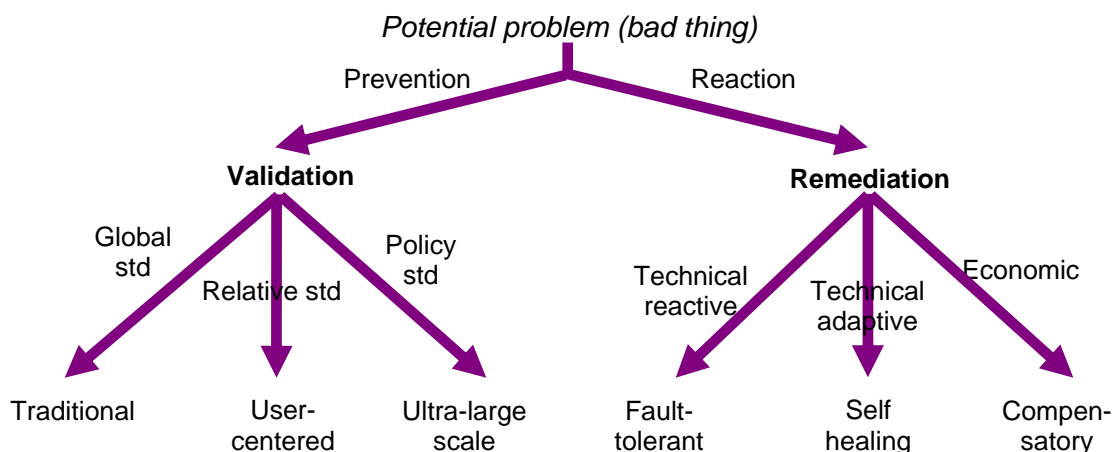 Potential problem (bad thing)
Prevention
Reaction
Validation
Remediation
Global
std
Relative std
Policy
std
Technical
reactive
Technical
adaptive
Economic
Traditional
User-
centered
Ultra-large
scale
Fault-
tolerant
Self
healing
Compen-
satory